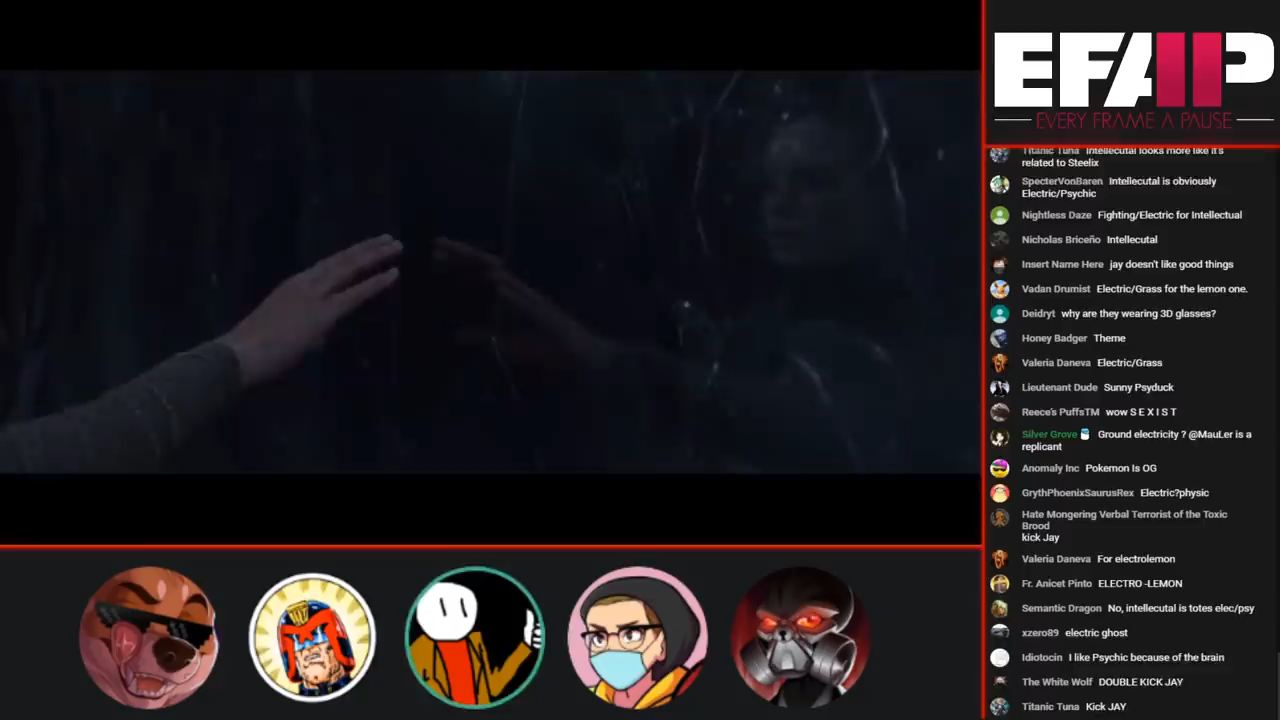 EFAP
EVERY FRAME A PAUSE
Titanic Tuna Intellecutal looks more like it's
related to Steelix
SpecterVonBaren Intellecutal is obviously
Electric/Psychic
Nightless Daze Fighting/Electric for Intellectual
Nicholas Briceño Intellecutal
Insert Name Here jay doesn't like good things
Vadan Drumist Electric/Grass for the lemon one.
Deidryt why are they wearing 3D glasses?
Honey Badger Theme
Valeria Daneva Electric/Grass
Lieutenant Dude Sunny Psyduck
Reece's PuffsTM wow S E X I S T
Silver Grove Ground electricity ? @MauLer is a
replicant
Anomaly Inc Pokemon Is OG
GrythPhoenixSaurusRex Electric?physic
Hate Mongering Verbal Terrorist of the Toxic
Brood
kick Jay
Valeria Daneva For electrolemon
Fr. Anicet Pinto ELECTRO -LEMON
Semantic Dragon No, intellecutal is totes elec/psy
xzero89 electric ghost
Idiotocin I like Psychic because of the brain
The White Wolf DOUBLE KICK JAY
Titanic Tuna Kick JAY